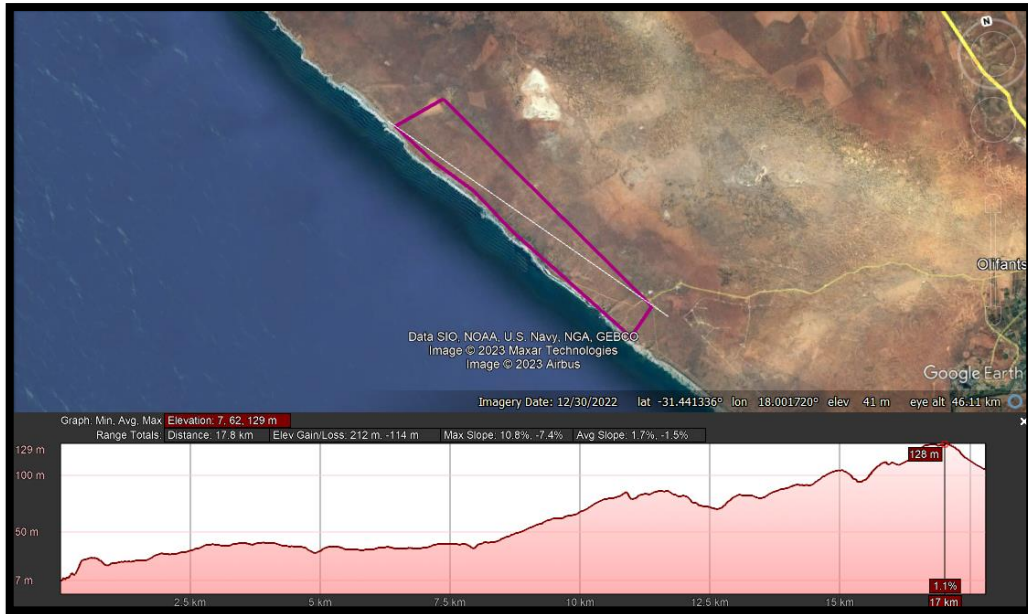 N
Olifants
Data SIO, NOAA, U.S. Navy, NGA, GEBCO
Image © 2023 Maxar Technologies
Image © 2023 Airbus
Google Earth
Imagery Date: 12/30/2022 lat -31.441336° lon 18.001720° elev 41 m eye alt 46.11 km
Graph: Min, Avg, Max Elevation: 7, 62, 129 m
Range Totals: Distance: 17.8 km Elev Gain/Loss: 212 m, -114 m Max Slope: 10.8%, -7.4% Avg Slope: 1.7%, -1.5%
129 m
128 m
100 m
50 m
7 m
1.1%
2.5 km 5 km 7.5 km 10 km 12.5 km 15 km 17 km